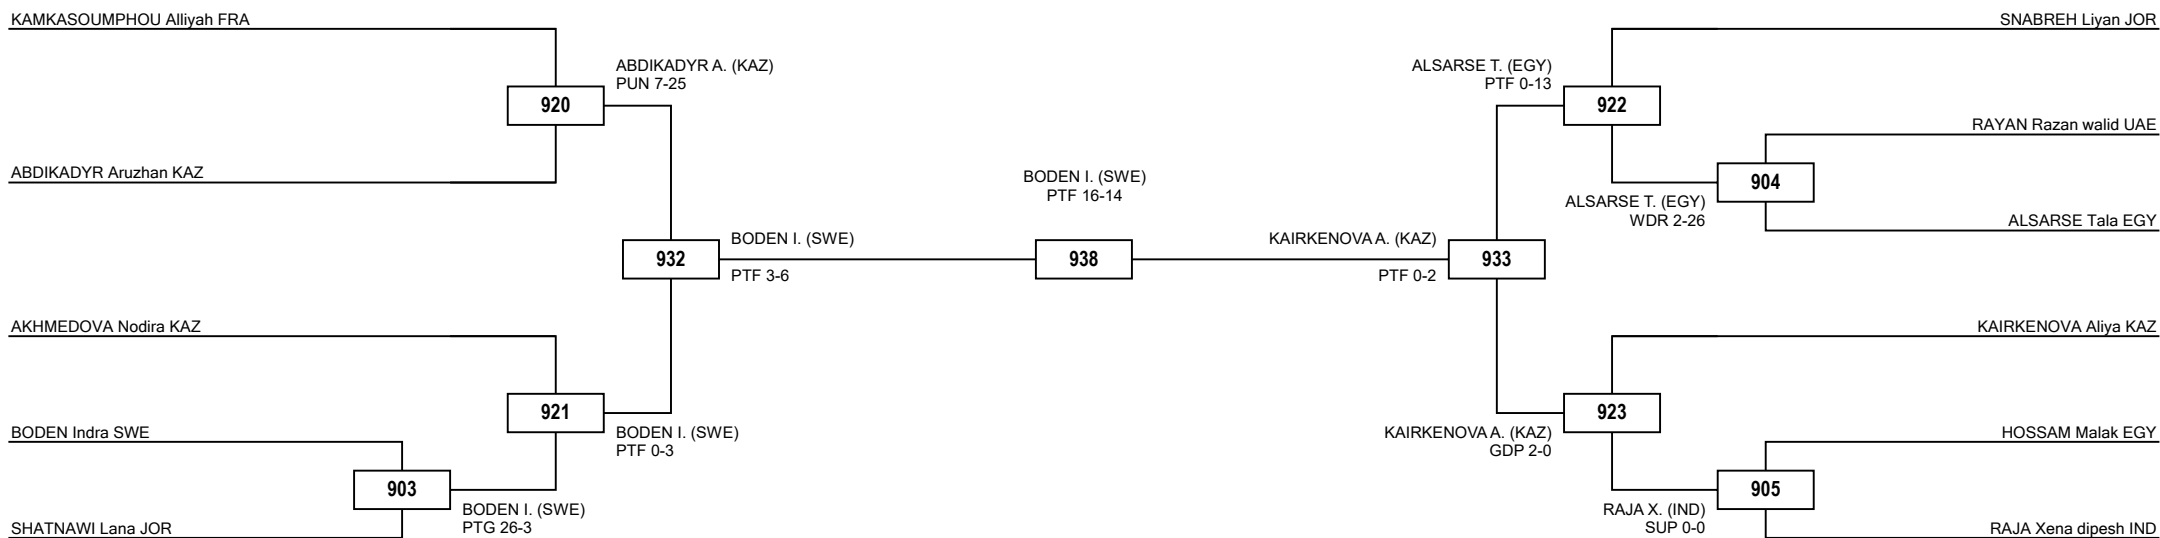 KAMKASOUMPHOU Alliyah FRA
SNABREH Liyan JOR
ABDIKADYR A. (KAZ)
PUN 7-25
ALSARSE T. (EGY)
PTF 0-13
920
922
RAYAN Razan walid UAE
ABDIKADYR Aruzhan KAZ
BODEN I. (SWE)
PTF 16-14
904
ALSARSE T. (EGY)
WDR 2-26
ALSARSE Tala EGY
BODEN I. (SWE)
KAIRKENOVA A. (KAZ)
932
938
933
PTF 3-6
PTF 0-2
AKHMEDOVA Nodira KAZ
KAIRKENOVA Aliya KAZ
921
923
BODEN Indra SWE
BODEN I. (SWE)
PTF 0-3
KAIRKENOVA A. (KAZ)
GDP 2-0
HOSSAM Malak EGY
903
905
BODEN I. (SWE)
PTG 26-3
RAJA X. (IND)
SUP 0-0
SHATNAWI Lana JOR
RAJA Xena dipesh IND